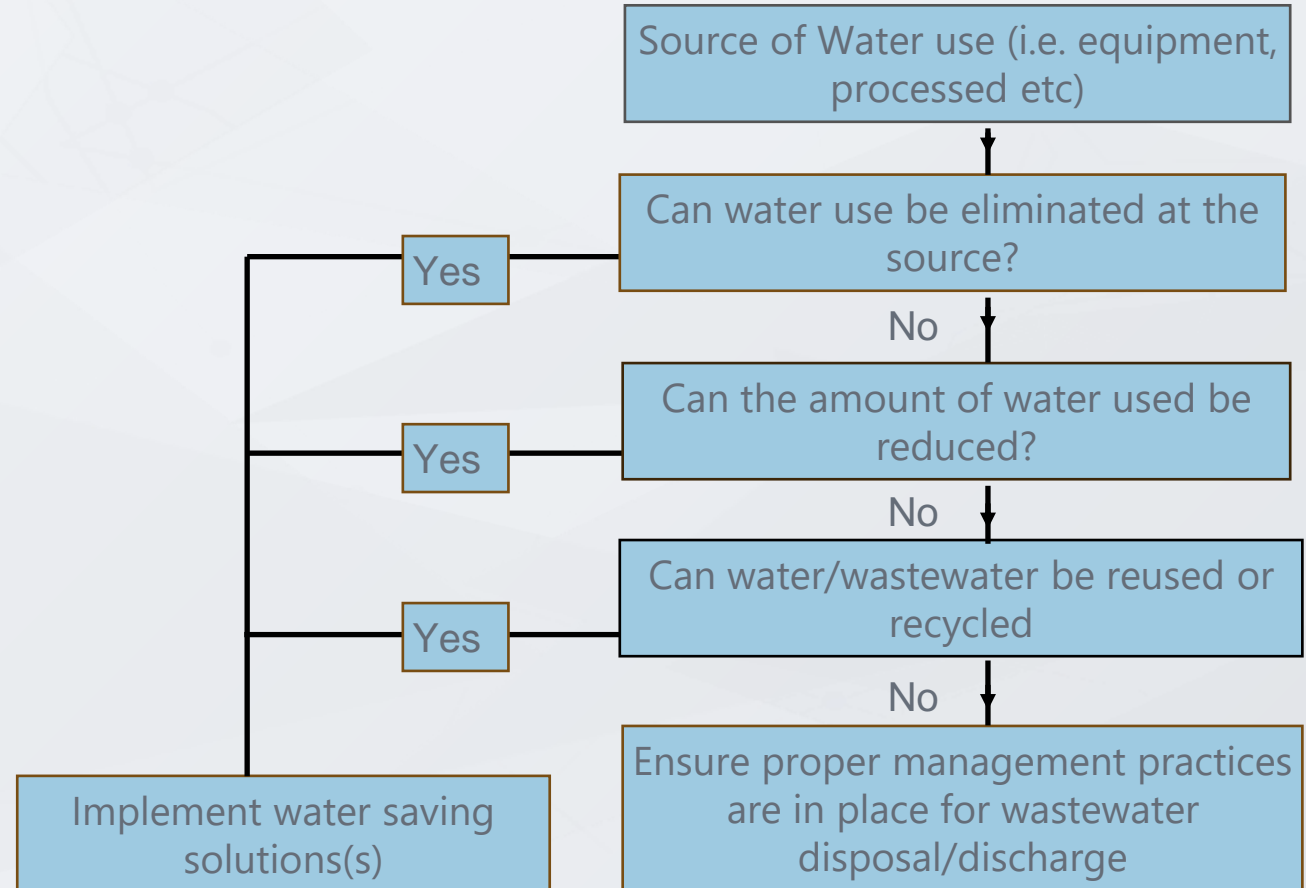 Source of Water use (i.e. equipment,
processed etc)
Can water use be eliminated at the
source?
Yes
No
Can the amount of water used be
reduced?
Yes
No
Can water/wastewater be reused or
recycled
Yes
No
Ensure proper management practices
are in place for wastewater
disposal/discharge
Implement water saving
solutions(s)